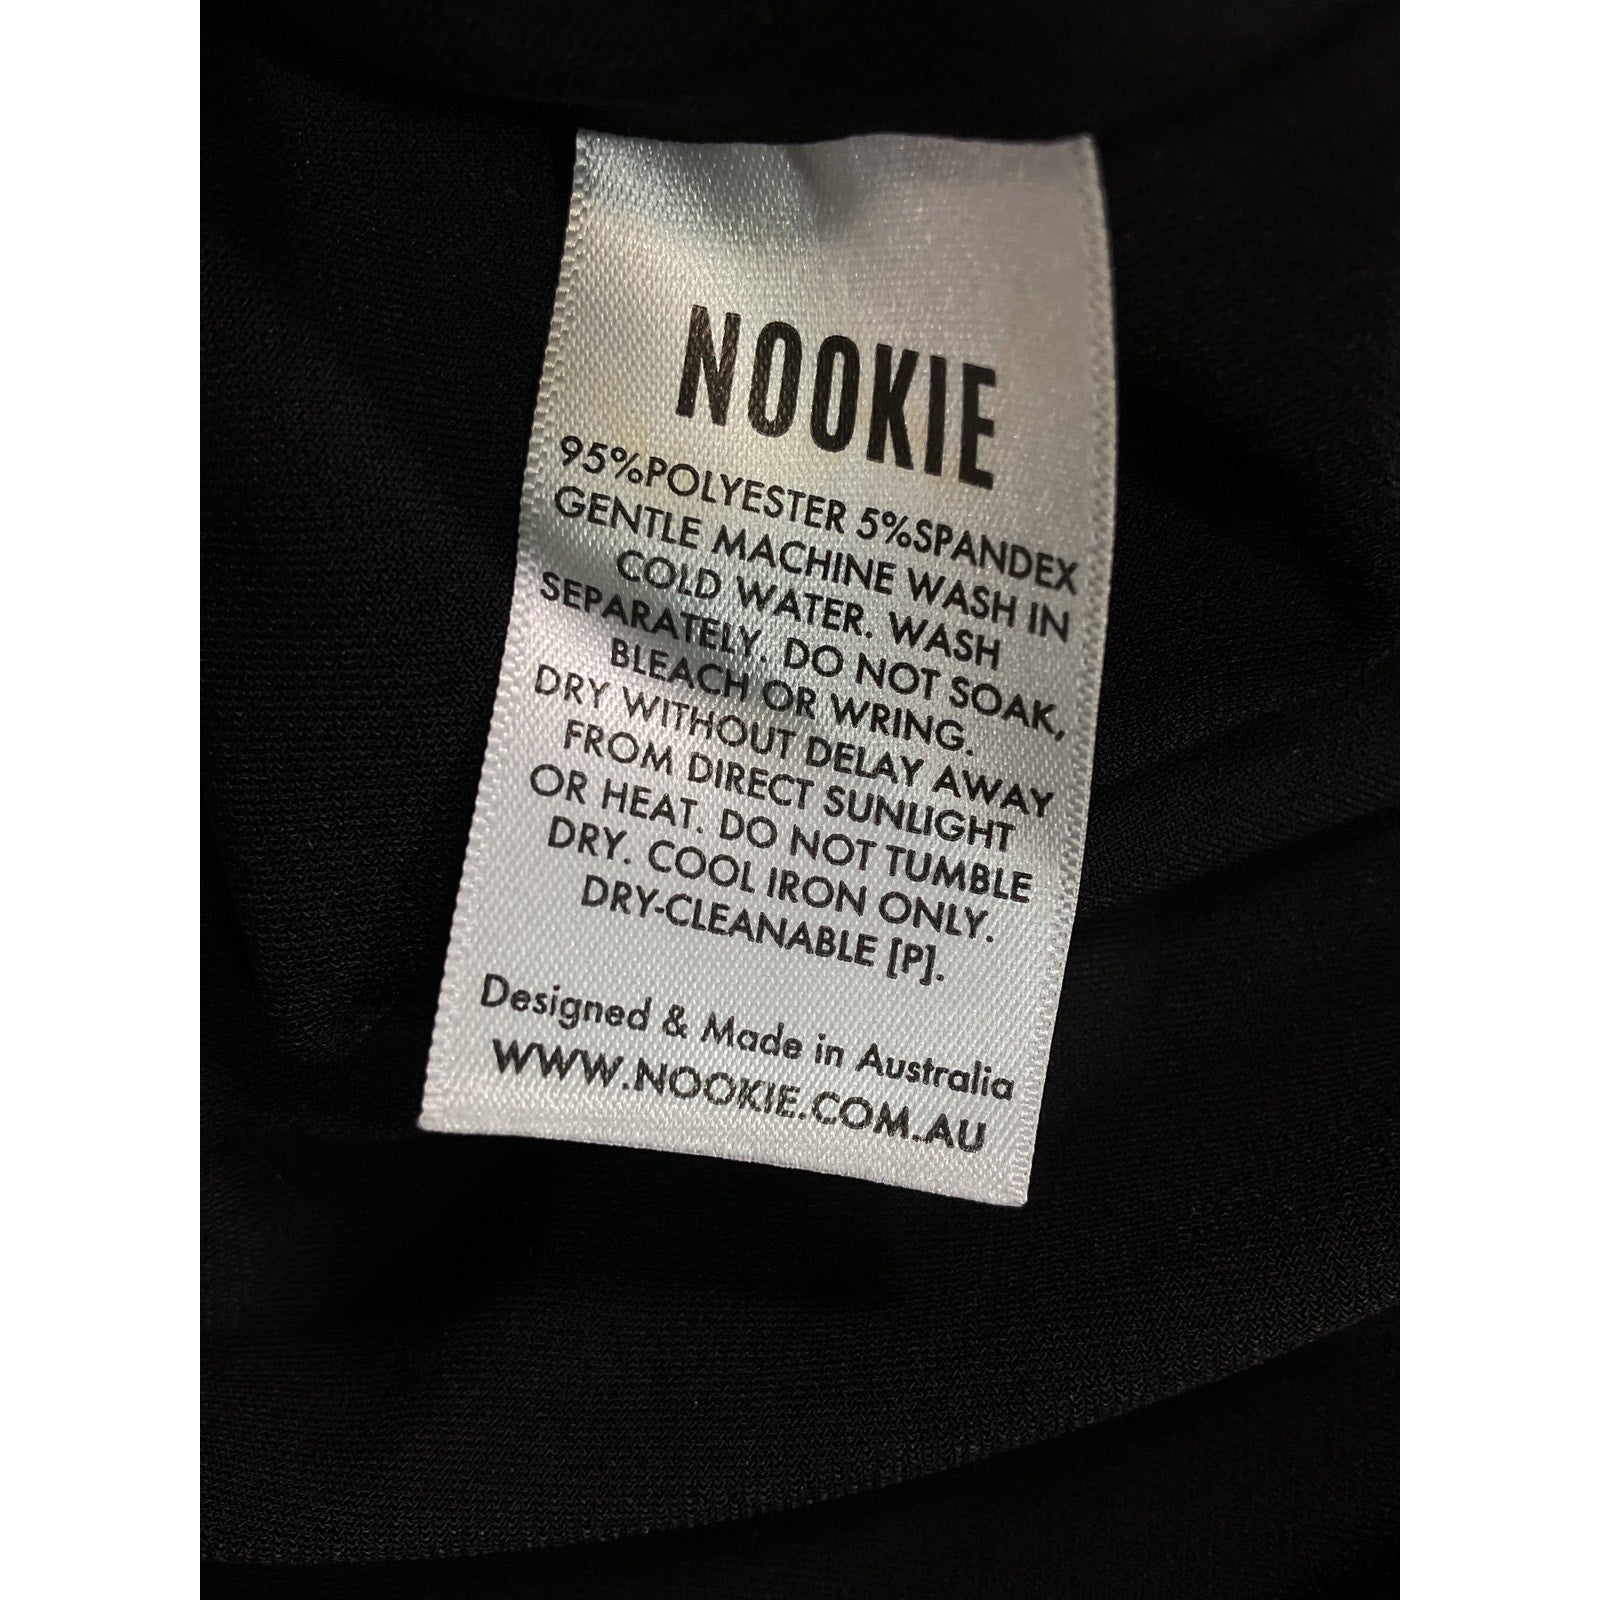 NOOKIE
95%POLYESTER 5%SPANDEX
GENTLE MACHINE WASH IN
COLD WATER. WASH
SEPARATELY. DO NOT SOAK,
BLEACH OR WRING.
DRY WITHOUT DELAY AWAY
FROM DIRECT SUNLIGHT
OR HEAT. DO NOT TUMBLE
DRY. COOL IRON ONLY.
DRY-CLEANABLE [P].
Designed & Made in Australia
WWW.NOOKIE.COM.AU